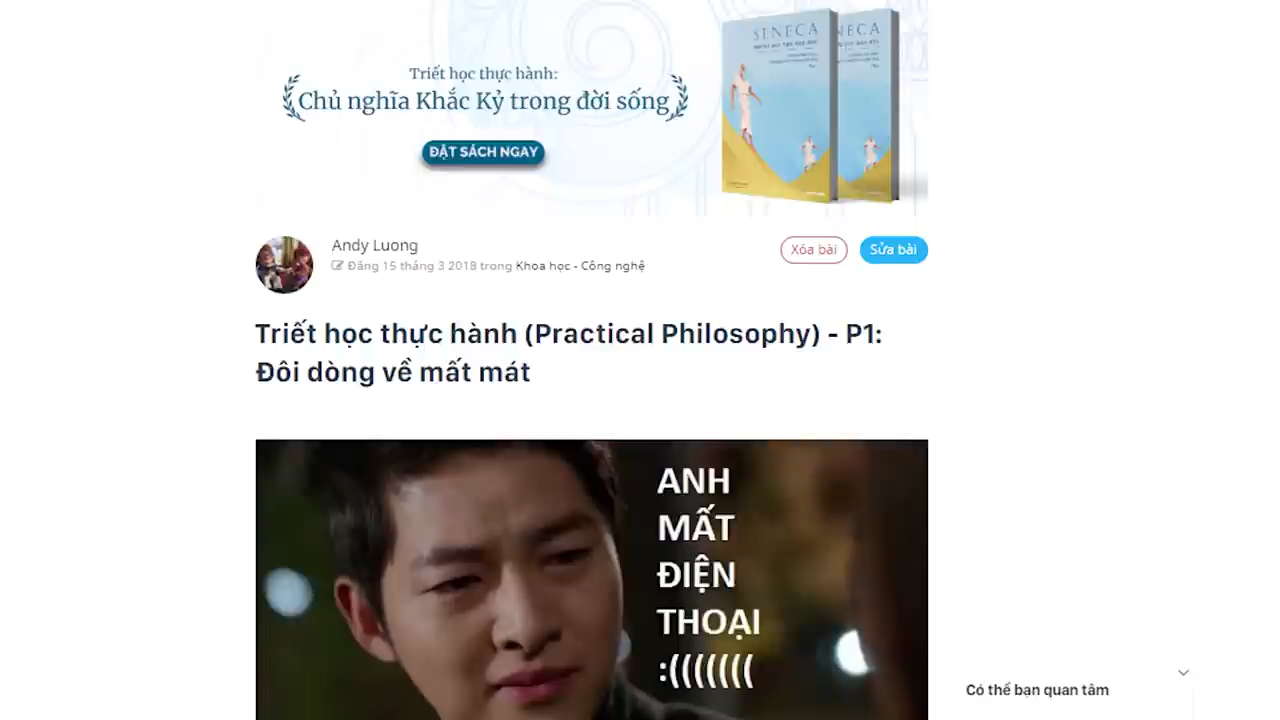 Triết học thực hành:
Chủ nghĩa Khắc Kỷ trong đời sống
ĐẶT SÁCH NGAY
SENECA
Andy Luong
Đăng 15 tháng 3 2018 trong Khoa học - Công nghệ
Xóa bài
Sửa bài
Triết học thực hành (Practical Philosophy) - P1:
Đôi dòng về mất mát
ANH
MẤT
ĐIỆN
THOẠI
:(((((((
Có thể bạn quan tâm